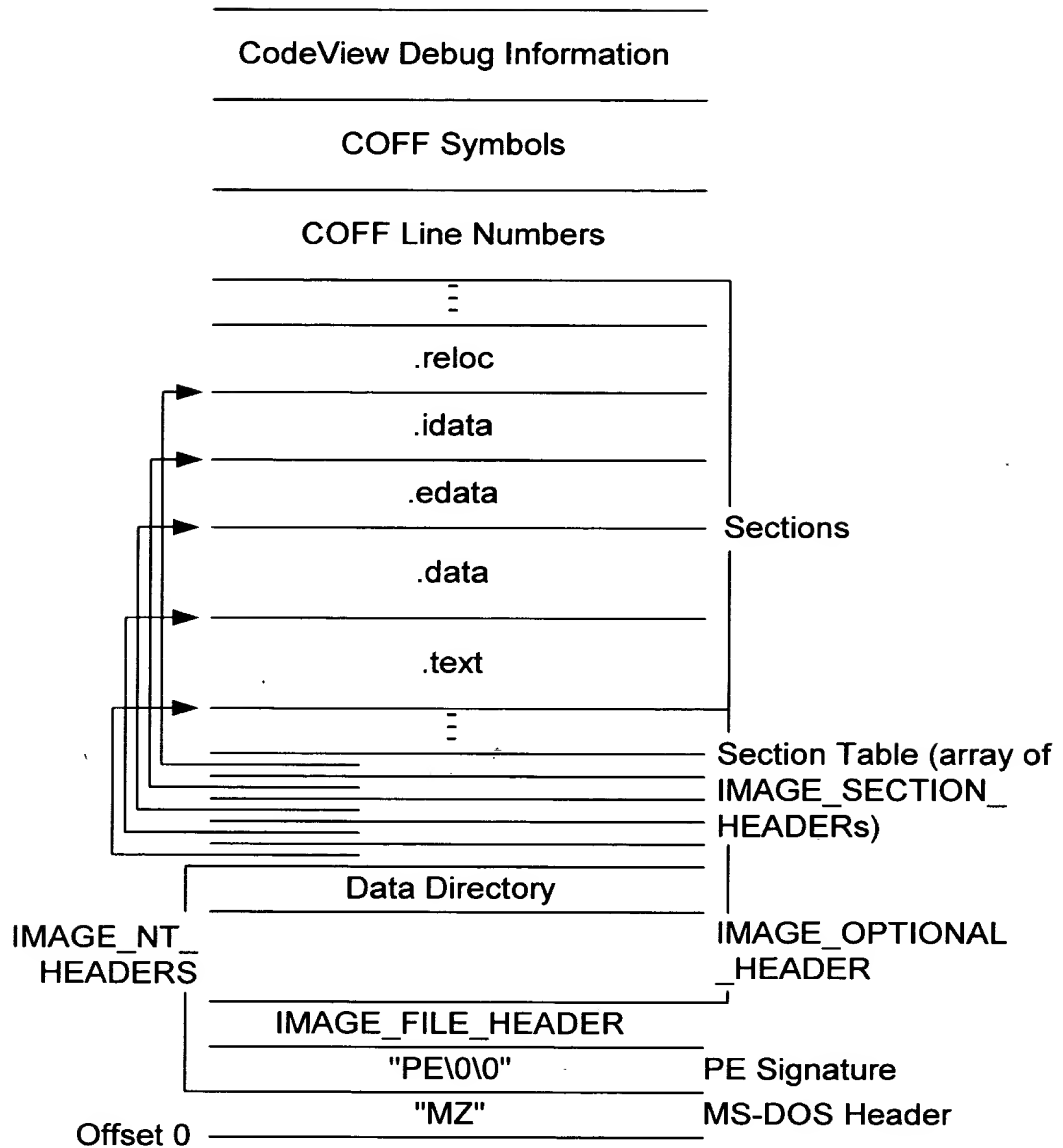 CodeView Debug Information
COFF Symbols
COFF Line Numbers
.reloc
.idata
.edata
Sections
.data
.text
Section Table (array of
IMAGE_SECTION_
HEADERs)
Data Directory
IMAGE_NT_
HEADERS
IMAGE_OPTIONAL
_HEADER
IMAGE_FILE_HEADER
"PE\0\0" PE Signature
"MZ" MS-DOS Header
Offset 0